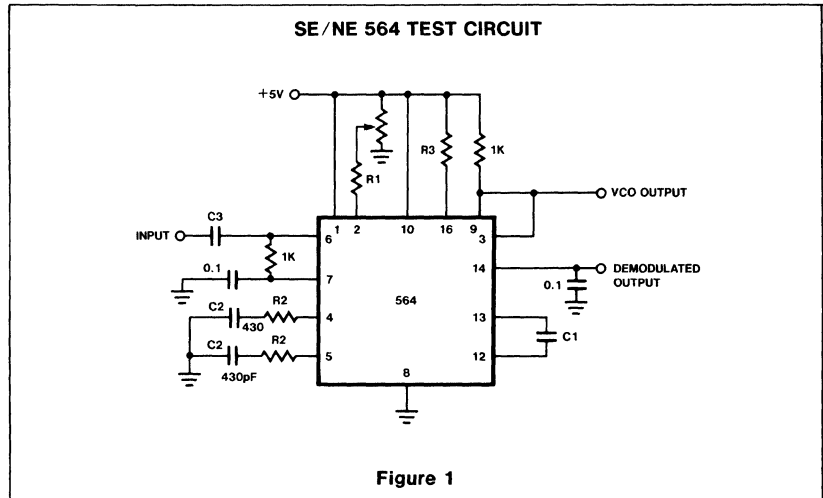 SE/NE 564 TEST CIRCUIT
+5V
R1
R3
1K
VCO OUTPUT
C3
INPUT
1 2 10 16 9
6
3
1K
0.1
7
14
DEMODULATED
OUTPUT
0.1
564
C2
430
R2
4
13
C1
C2
430pF
R2
5
12
8
Figure 1